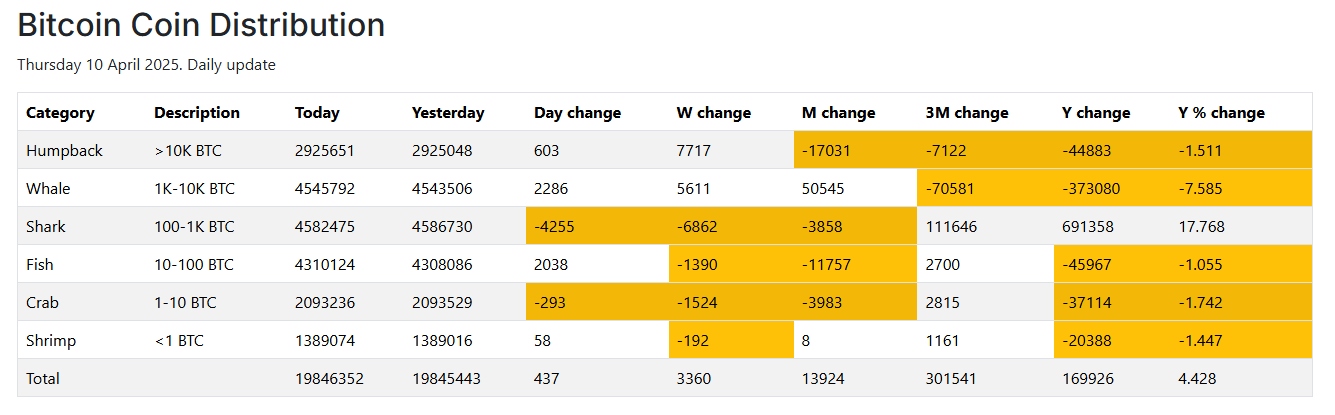 Bitcoin Coin Distribution
Thursday 10 April 2025. Daily update
Category Description Today Yesterday Day change W change M change 3M change Y change Y % change
Humpback >10K BTC 2925651 2925048 603 7717 -17031 -7122 -44883 -1.511
Whale 1K-10K BTC 4545792 4543506 2286 5611 50545 -70581 -373080 -7.585
Shark 100-1K BTC 4582475 4586730 -4255 -6862 -3858 111646 691358 17.768
Fish 10-100 BTC 4310124 4308086 2038 -1390 -11757 2700 -45967 -1.055
Crab 1-10 BTC 2093236 2093529 -293 -1524 -3983 2815 -37114 -1.742
Shrimp <1 BTC 1389074 1389016 58 -192 8 1161 -20388 -1.447
Total 19846352 19845443 437 3360 13924 301541 169926 4.428